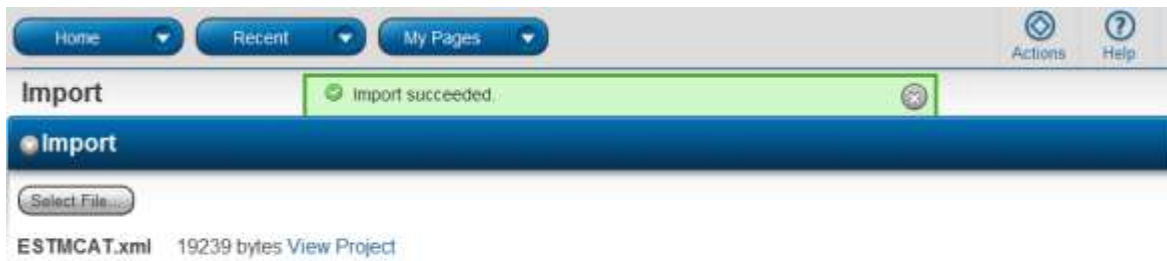 Home Recent My Pages
Actions Help
Import
Import succeeded.
Import
Select File...
ESTMCAT.xml 19239 bytes View Project